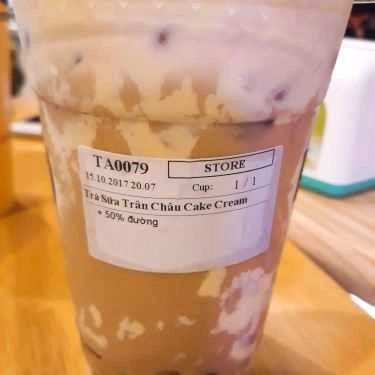 TA0079
STORE
15.10.2017 20.07
Cup: 1 / 1
Trà Sữa Trân Châu Cake Cream
+ 50% đường